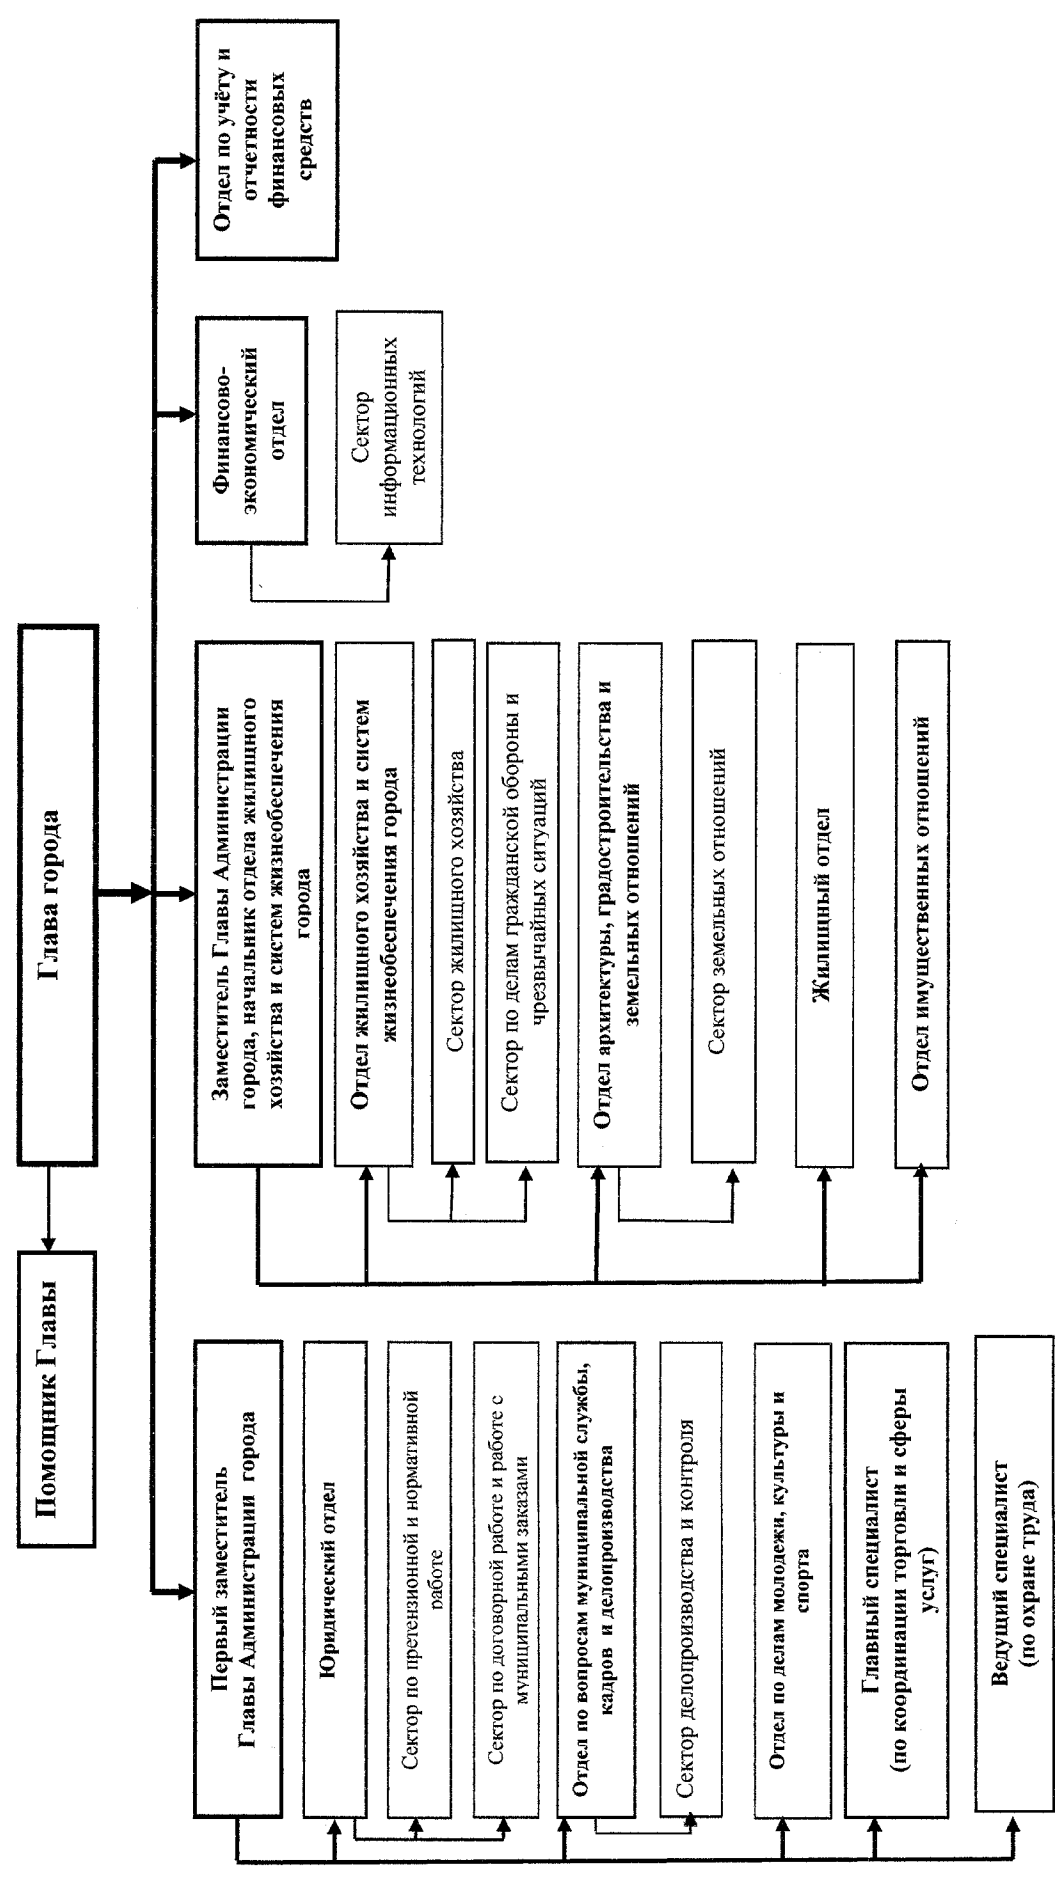 Глава города
Помощник Главы
Первый заместитель
Главы Администрации города
Юридический отдел
Сектор по претензионной и нормативной
работе
Сектор по договорной работе и работе с
муниципальными заказами
Отдел по вопросам муниципальной службы,
кадров и делопроизводства
Сектор делопроизводства и контроля
Отдел по делам молодежи, культуры и
спорта
Главный специалист
(по координации торговли и сферы
услуг)
Ведущий специалист
(по охране труда)
Заместитель Главы Администрации
города, начальник отдела жилищного
хозяйства и систем жизнеобеспечения
города
Отдел жилищного хозяйства и систем
жизнеобеспечения города
Сектор жилищного хозяйства
Сектор по делам гражданской обороны и
чрезвычайных ситуаций
Отдел архитектуры, градостроительства и
земельных отношений
Сектор земельных отношений
Жилищный отдел
Отдел имущественных отношений
Финансово-
экономический
отдел
Сектор
информационных
технологий
Отдел по учёту и
отчетности
финансовых
средств